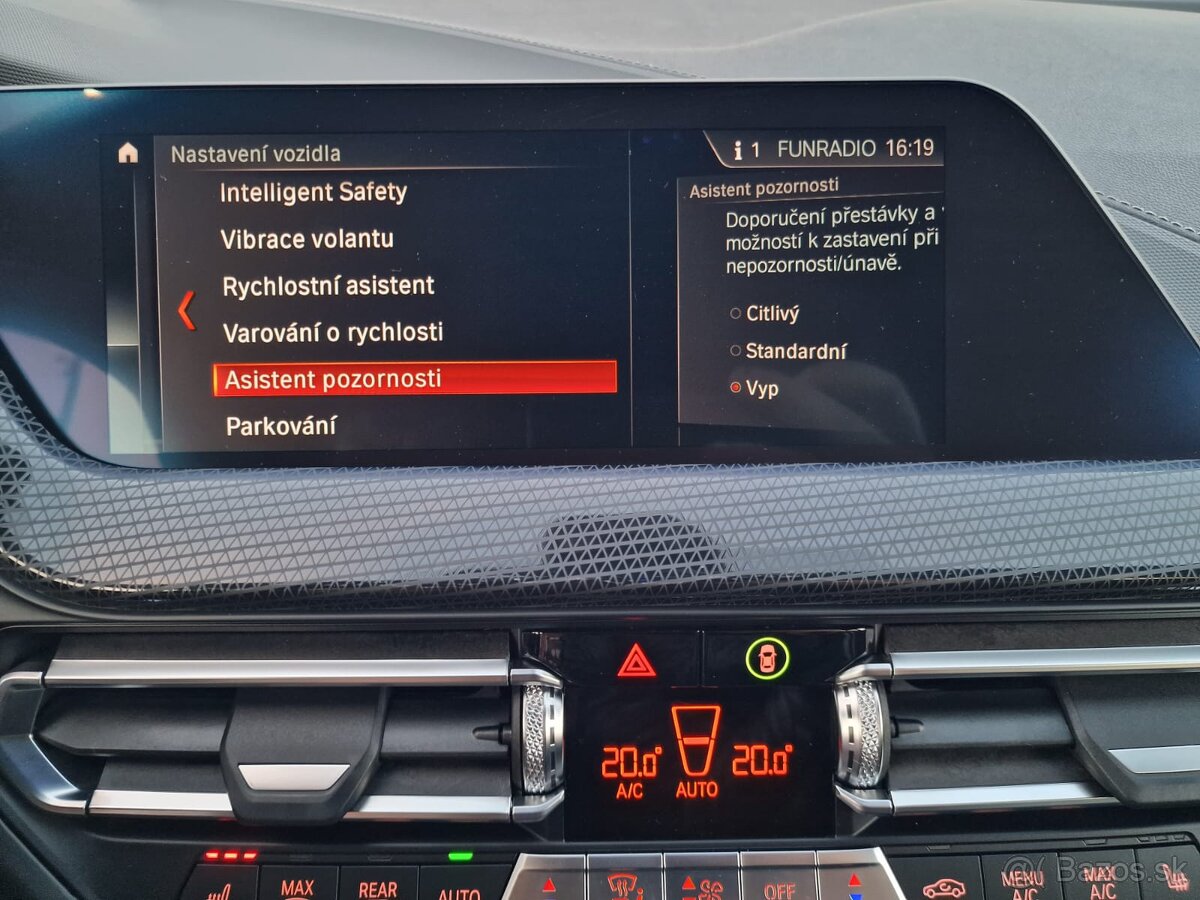 Nastavení vozidla
i 1 FUNRADIO 16:19
Intelligent Safety
Vibrace volantu
Rychlostní asistent
Varování o rychlosti
Asistent pozornosti
Parkování
Asistent pozornosti
Doporučení přestávky a
možností k zastavení při
nepozornosti/únavě.
Citlivý
Standardní
Vyp
20.0° 20.0°
A/C AUTO
MAX
REAR
AUTO
OFF
MENU
A/C
MAX
A/C
Bazos.sk